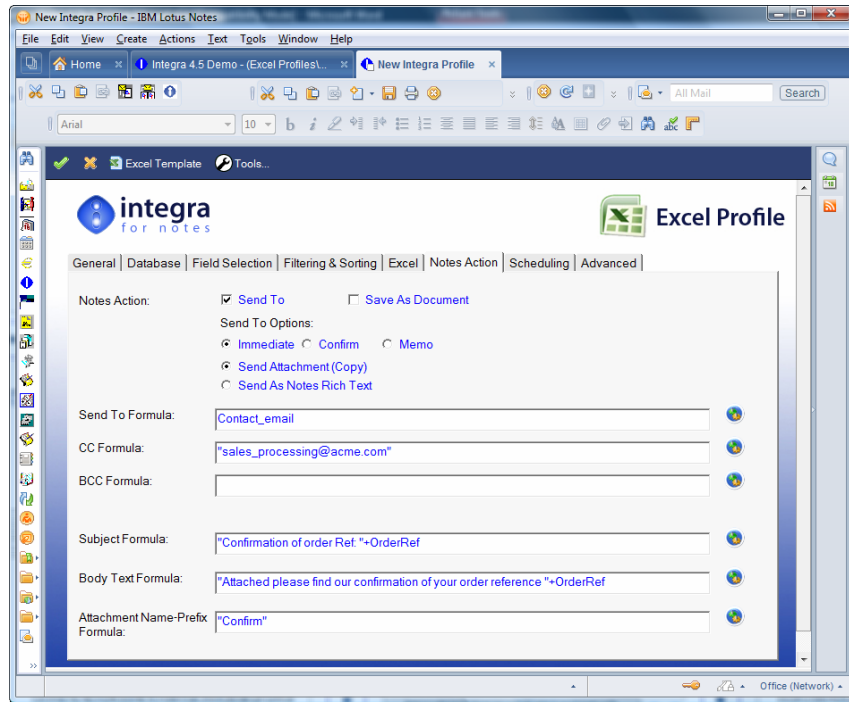 New Integra Profile - IBM Lotus Notes
File Edit View Create Actions Text Tools Window Help
Home Integra 4.5 Demo - (Excel Profiles\... New Integra Profile
All Mail Search
Arial 10 b i abc
Excel Template Tools...
integra
for notes
Excel Profile
General Database Field Selection Filtering & Sorting Excel Notes Action Scheduling Advanced
Notes Action: Send To Save As Document
Send To Options:
Immediate Confirm Memo
Send Attachment (Copy)
Send As Notes Rich Text
Send To Formula: Contact_email
CC Formula: "sales_processing@acme.com"
BCC Formula:
Subject Formula: "Confirmation of order Ref: "+OrderRef
Body Text Formula: "Attached please find our confirmation of your order reference "+OrderRef
Attachment Name-Prefix Formula: "Confirm"
Office (Network)